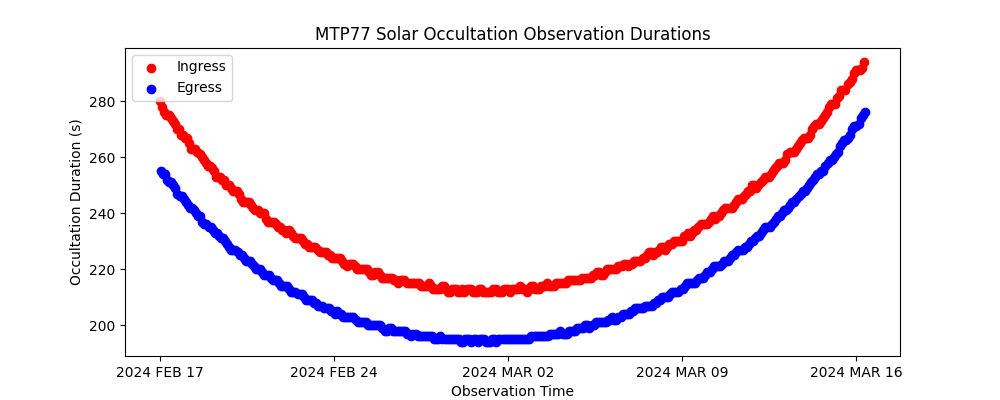 MTP77 Solar Occultation Observation Durations
Ingress
Egress
Occultation Duration (s)
280
260
240
220
200
2024 FEB 17
2024 FEB 24
2024 MAR 02
2024 MAR 09
2024 MAR 16
Observation Time